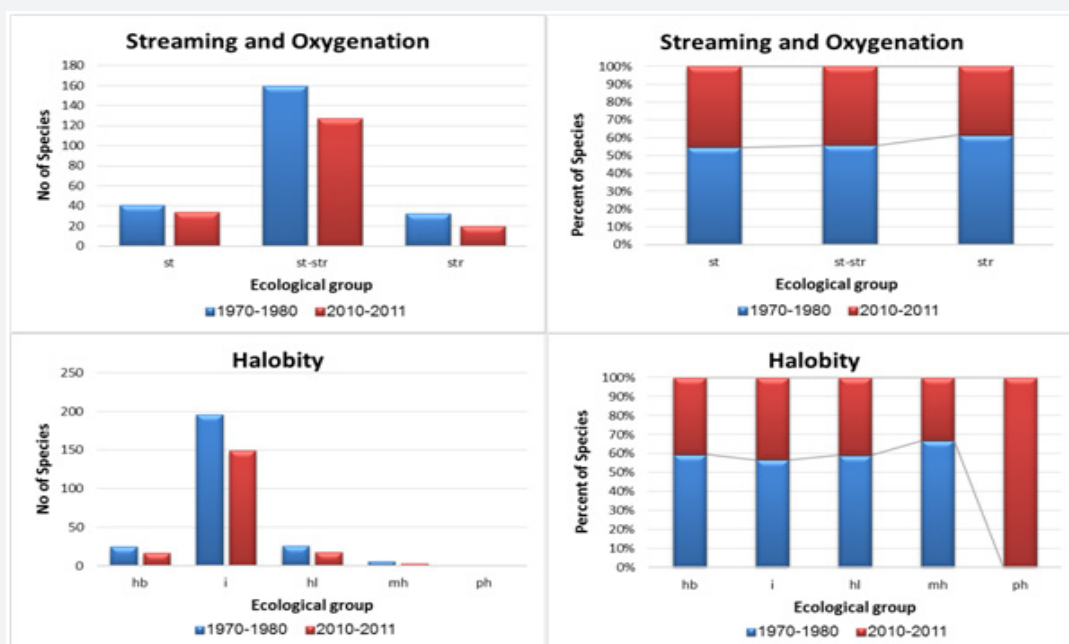 Streaming and Oxygenation
No of Species
180
160
140
120
100
80
60
40
20
0
st st-str str
Ecological group
1970-1980 2010-2011
Streaming and Oxygenation
Percent of Species
100%
90%
80%
70%
60%
50%
40%
30%
20%
10%
0%
st st-str str
Ecological group
1970-1980 2010-2011
Halobity
No of Species
250
200
150
100
50
0
hb i hl mh ph
Ecological group
1970-1980 2010-2011
Halobity
Percent of Species
100%
90%
80%
70%
60%
50%
40%
30%
20%
10%
0%
hb i hl mh ph
Ecological group
1970-1980 2010-2011